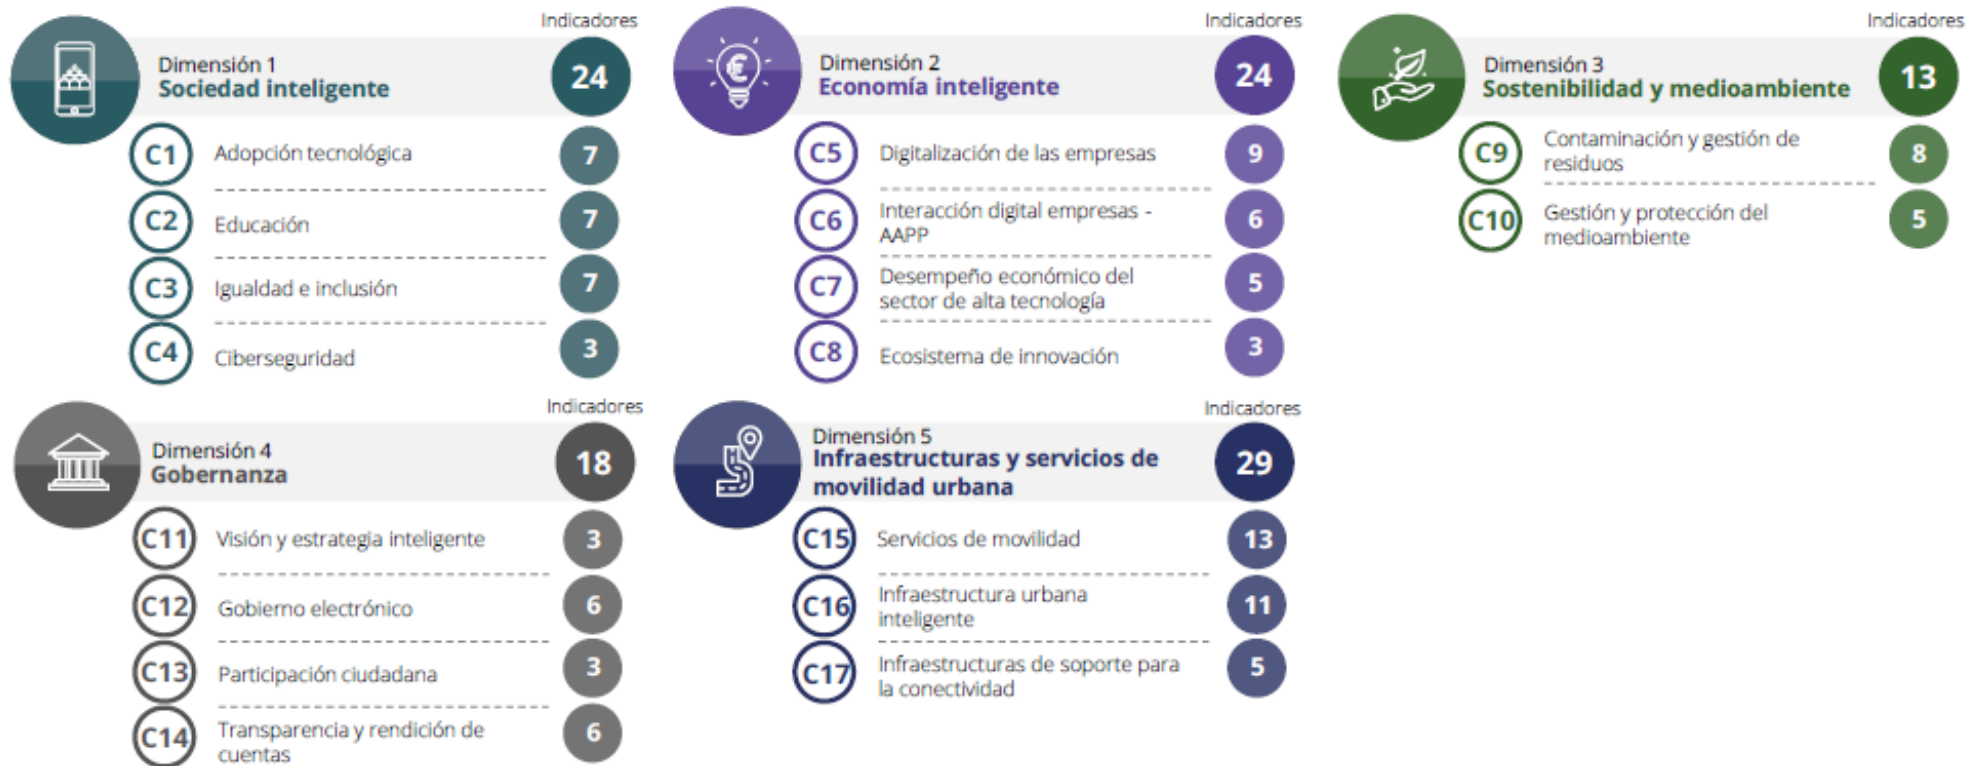 Indicadores
Dimensión 1
Sociedad inteligente
24
C1
Adopción tecnológica
7
C2
Educación
7
C3
Igualdad e inclusión
7
C4
Ciberseguridad
3
Indicadores
Dimensión 2
Economía inteligente
24
C5
Digitalización de las empresas
9
C6
Interacción digital empresas -
AAPP
6
C7
Desempeño económico del
sector de alta tecnología
5
C8
Ecosistema de innovación
3
Indicadores
Dimensión 3
Sostenibilidad y medioambiente
13
C9
Contaminación y gestión de
residuos
8
C10
Gestión y protección del
medioambiente
5
Indicadores
Dimensión 4
Gobernanza
18
C11
Visión y estrategia inteligente
3
C12
Gobierno electrónico
6
C13
Participación ciudadana
3
C14
Transparencia y rendición de
cuentas
6
Indicadores
Dimensión 5
Infraestructuras y servicios de
movilidad urbana
29
C15
Servicios de movilidad
13
C16
Infraestructura urbana
inteligente
11
C17
Infraestructuras de soporte para
la conectividad
5